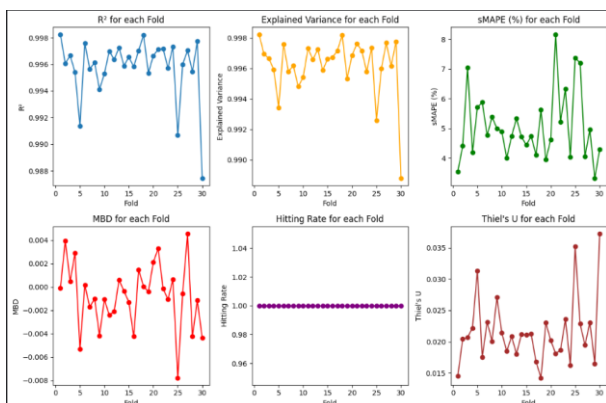 R² for each Fold
Explained Variance for each Fold
sMAPE (%) for each Fold
0.998
0.996
0.994
0.992
0.990
0.988
R²
0 5 10 15 20 25 30
Fold
0.998
0.996
0.994
0.992
0.990
Explained Variance
0 5 10 15 20 25 30
Fold
8
7
6
5
4
sMAPE (%)
0 5 10 15 20 25 30
Fold
MBD for each Fold
Hitting Rate for each Fold
Thiel's U for each Fold
0.004
0.002
0.000
−0.002
−0.004
−0.006
−0.008
MBD
0 5 10 15 20 25 30
Fold
1.04
1.02
1.00
0.98
0.96
Hitting Rate
0 5 10 15 20 25 30
Fold
0.035
0.030
0.025
0.020
0.015
Thiel's U
0 5 10 15 20 25 30
Fold